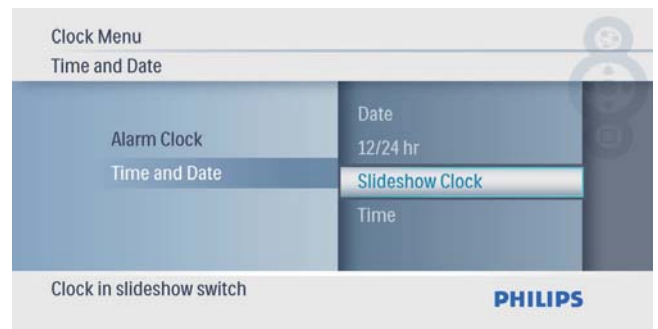 Clock Menu
Time and Date
Alarm Clock
Time and Date
Date
12/24 hr
Slideshow Clock
Time
Clock in slideshow switch
PHILIPS